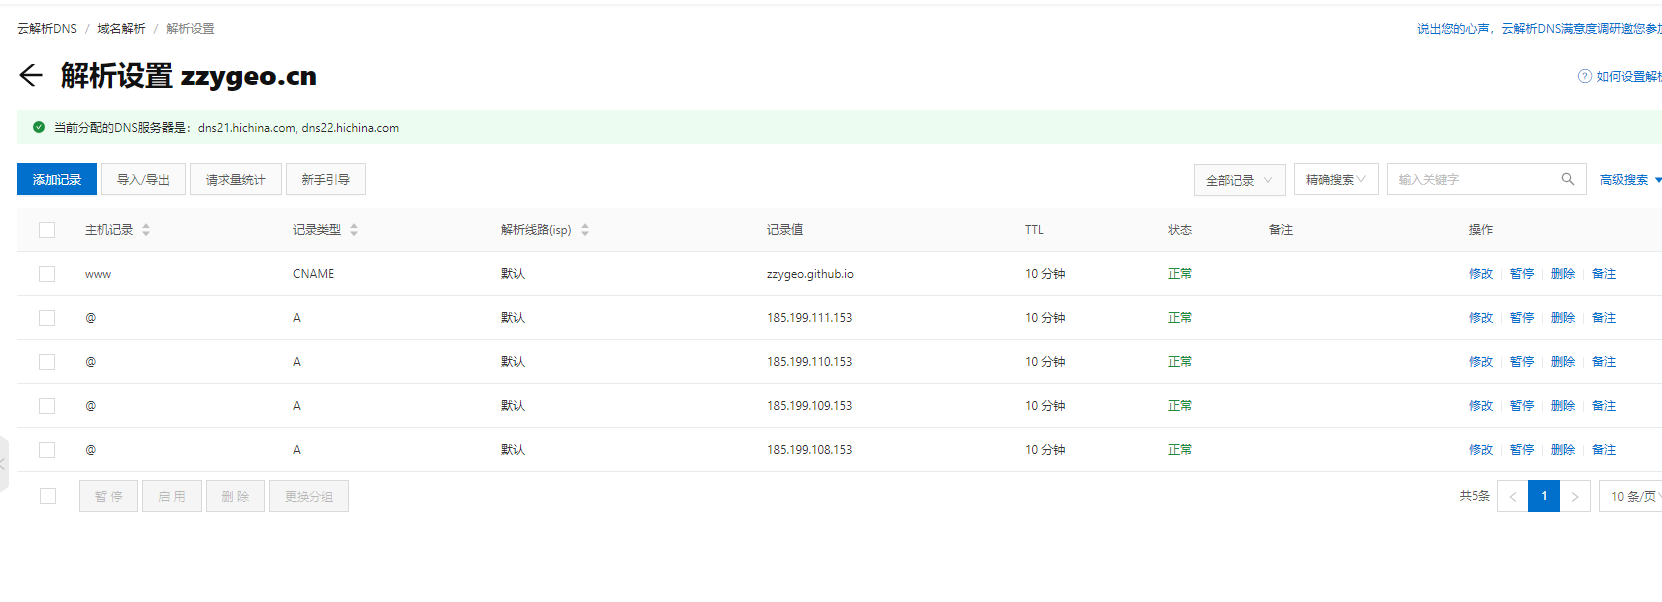 云解析DNS / 域名解析 / 解析设置
说出您的心声，云解析DNS满意度调研邀您参加
解析设置 zzygeo.cn
如何设置解析
当前分配的DNS服务器是：dns21.hichina.com, dns22.hichina.com
添加记录 导入/导出 请求量统计 新手引导 全部记录 精确搜索 输入关键字 高级搜索
主机记录 记录类型 解析线路(isp) 记录值 TTL 状态 备注 操作
www CNAME 默认 zzygeo.github.io 10 分钟 正常 修改 暂停 删除 备注
@ A 默认 185.199.111.153 10 分钟 正常 修改 暂停 删除 备注
@ A 默认 185.199.110.153 10 分钟 正常 修改 暂停 删除 备注
@ A 默认 185.199.109.153 10 分钟 正常 修改 暂停 删除 备注
@ A 默认 185.199.108.153 10 分钟 正常 修改 暂停 删除 备注
暂停 启用 删除 更换分组 共5条 < 1 > 10 条/页